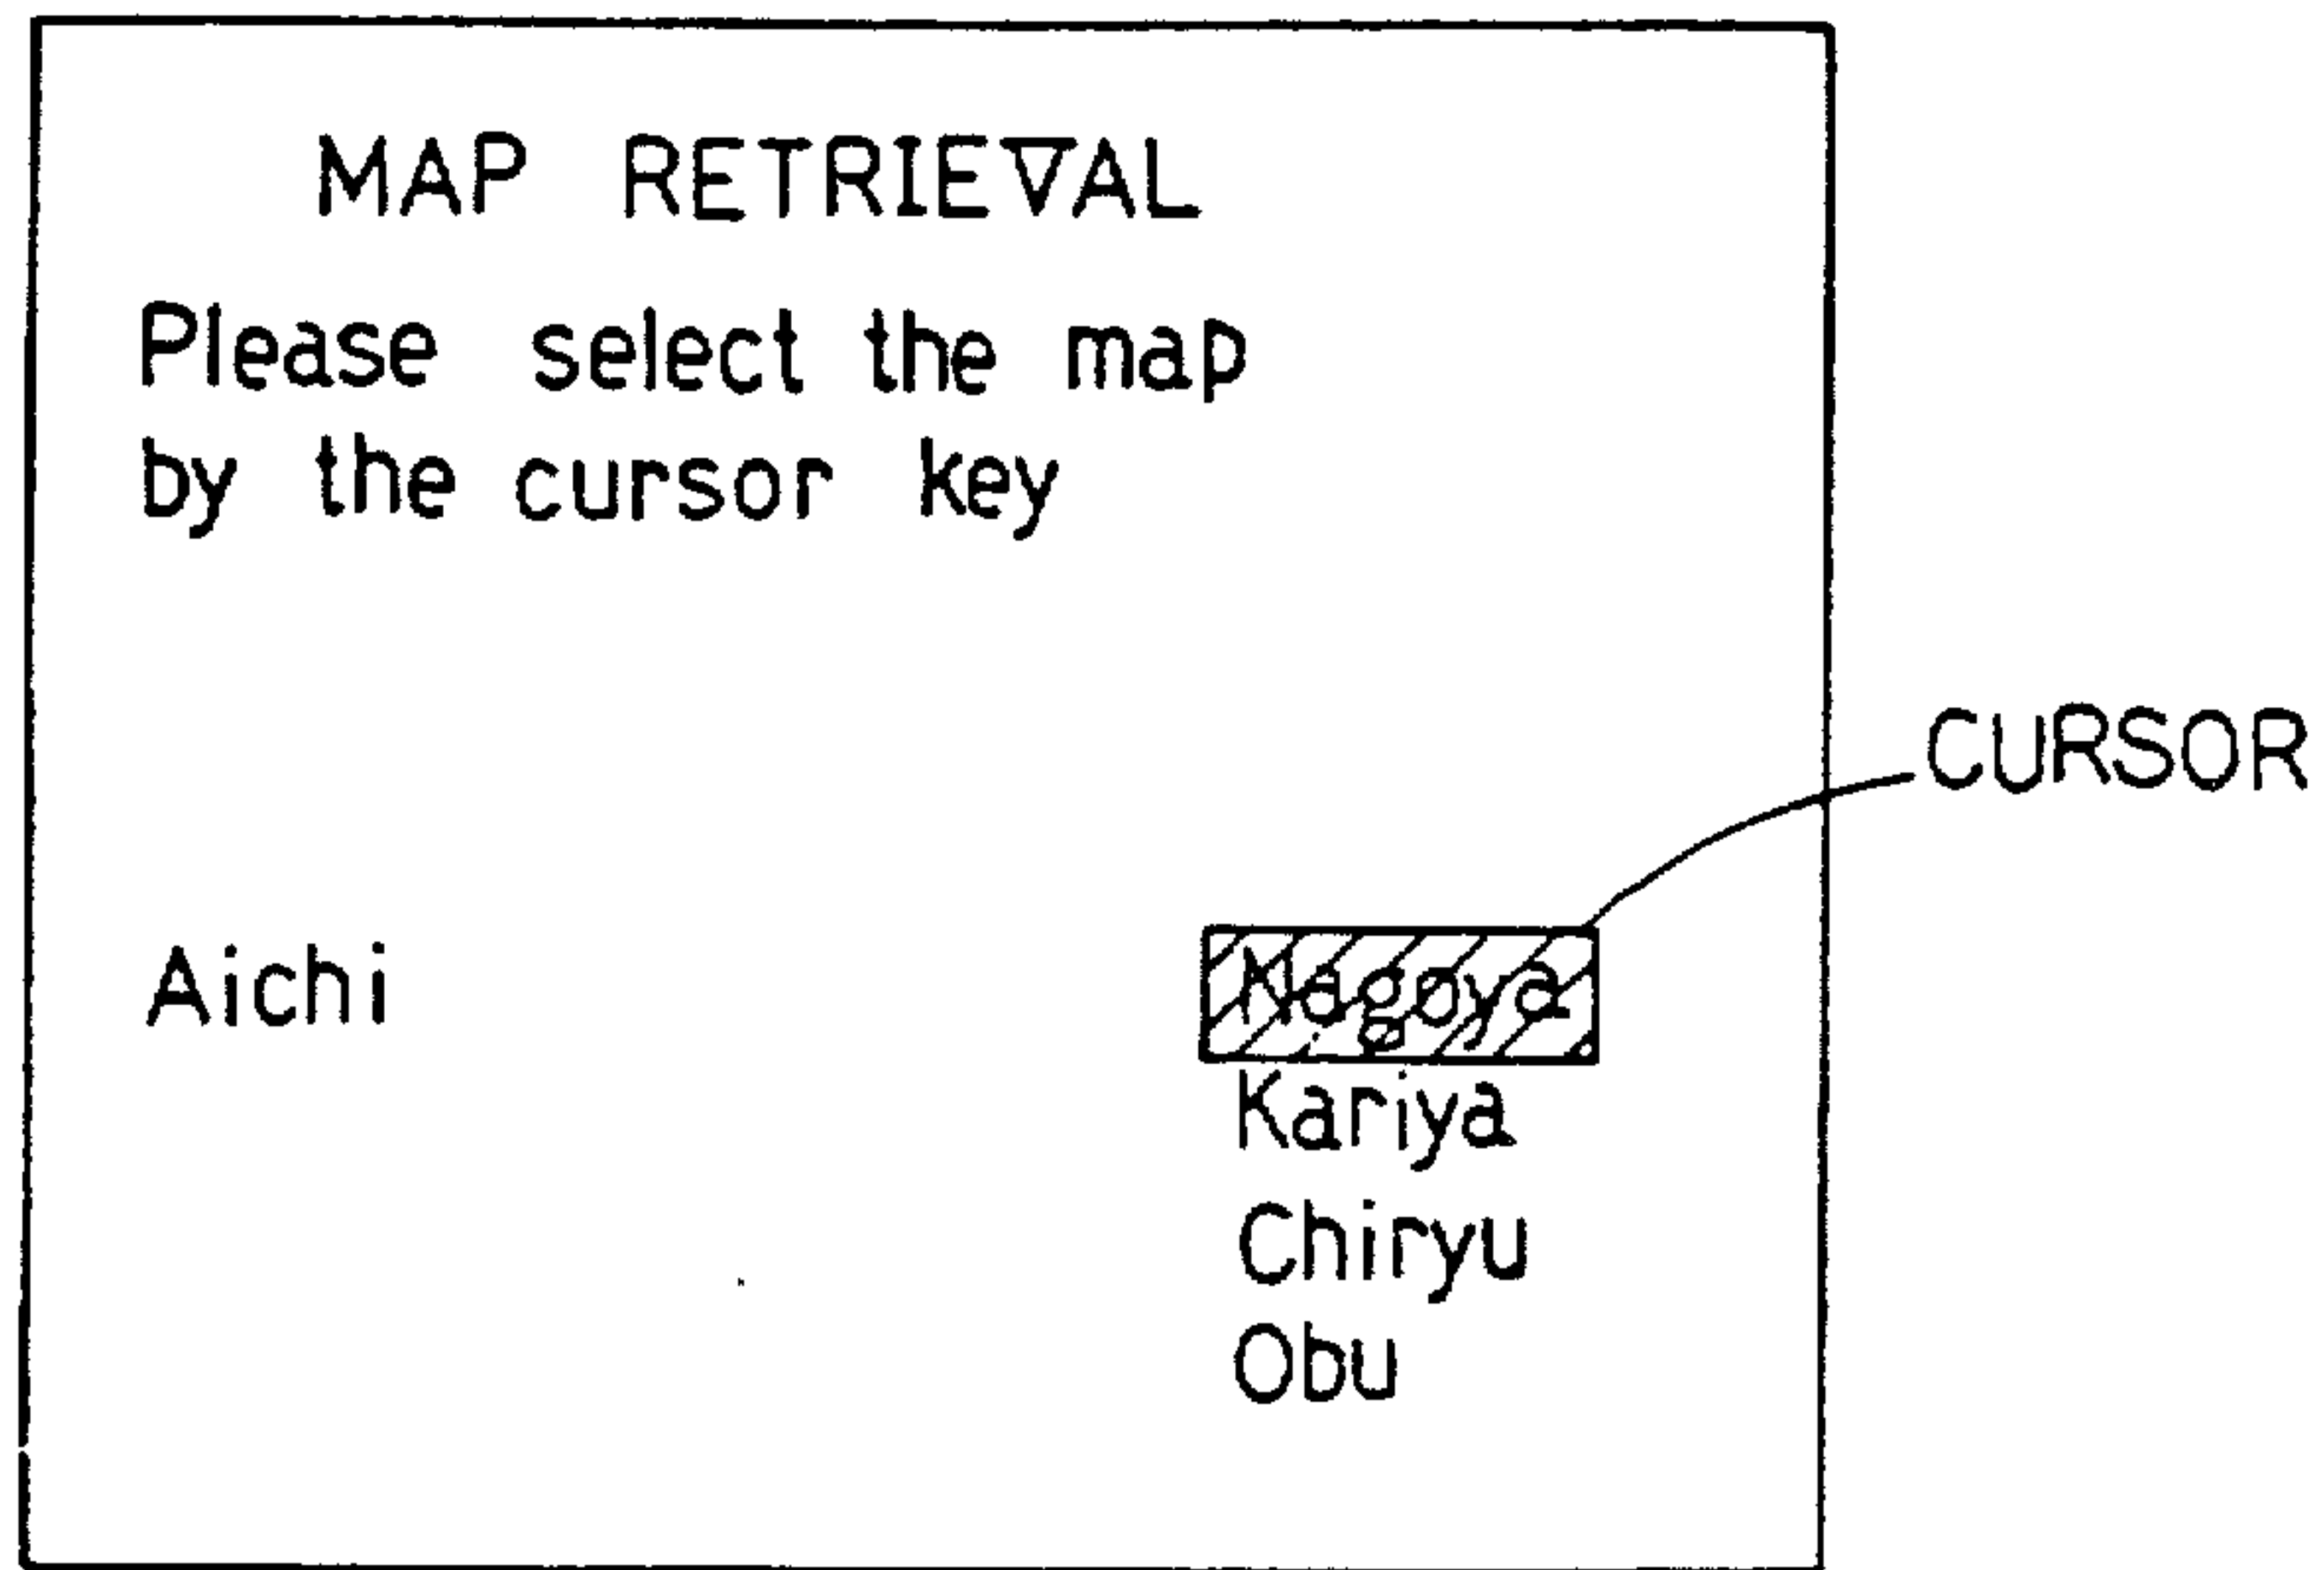 MAP RETRIEVAL
Please select the map
by the cursor key
CURSOR
Aichi Nagoya
Kariya
Chiryu
Obu